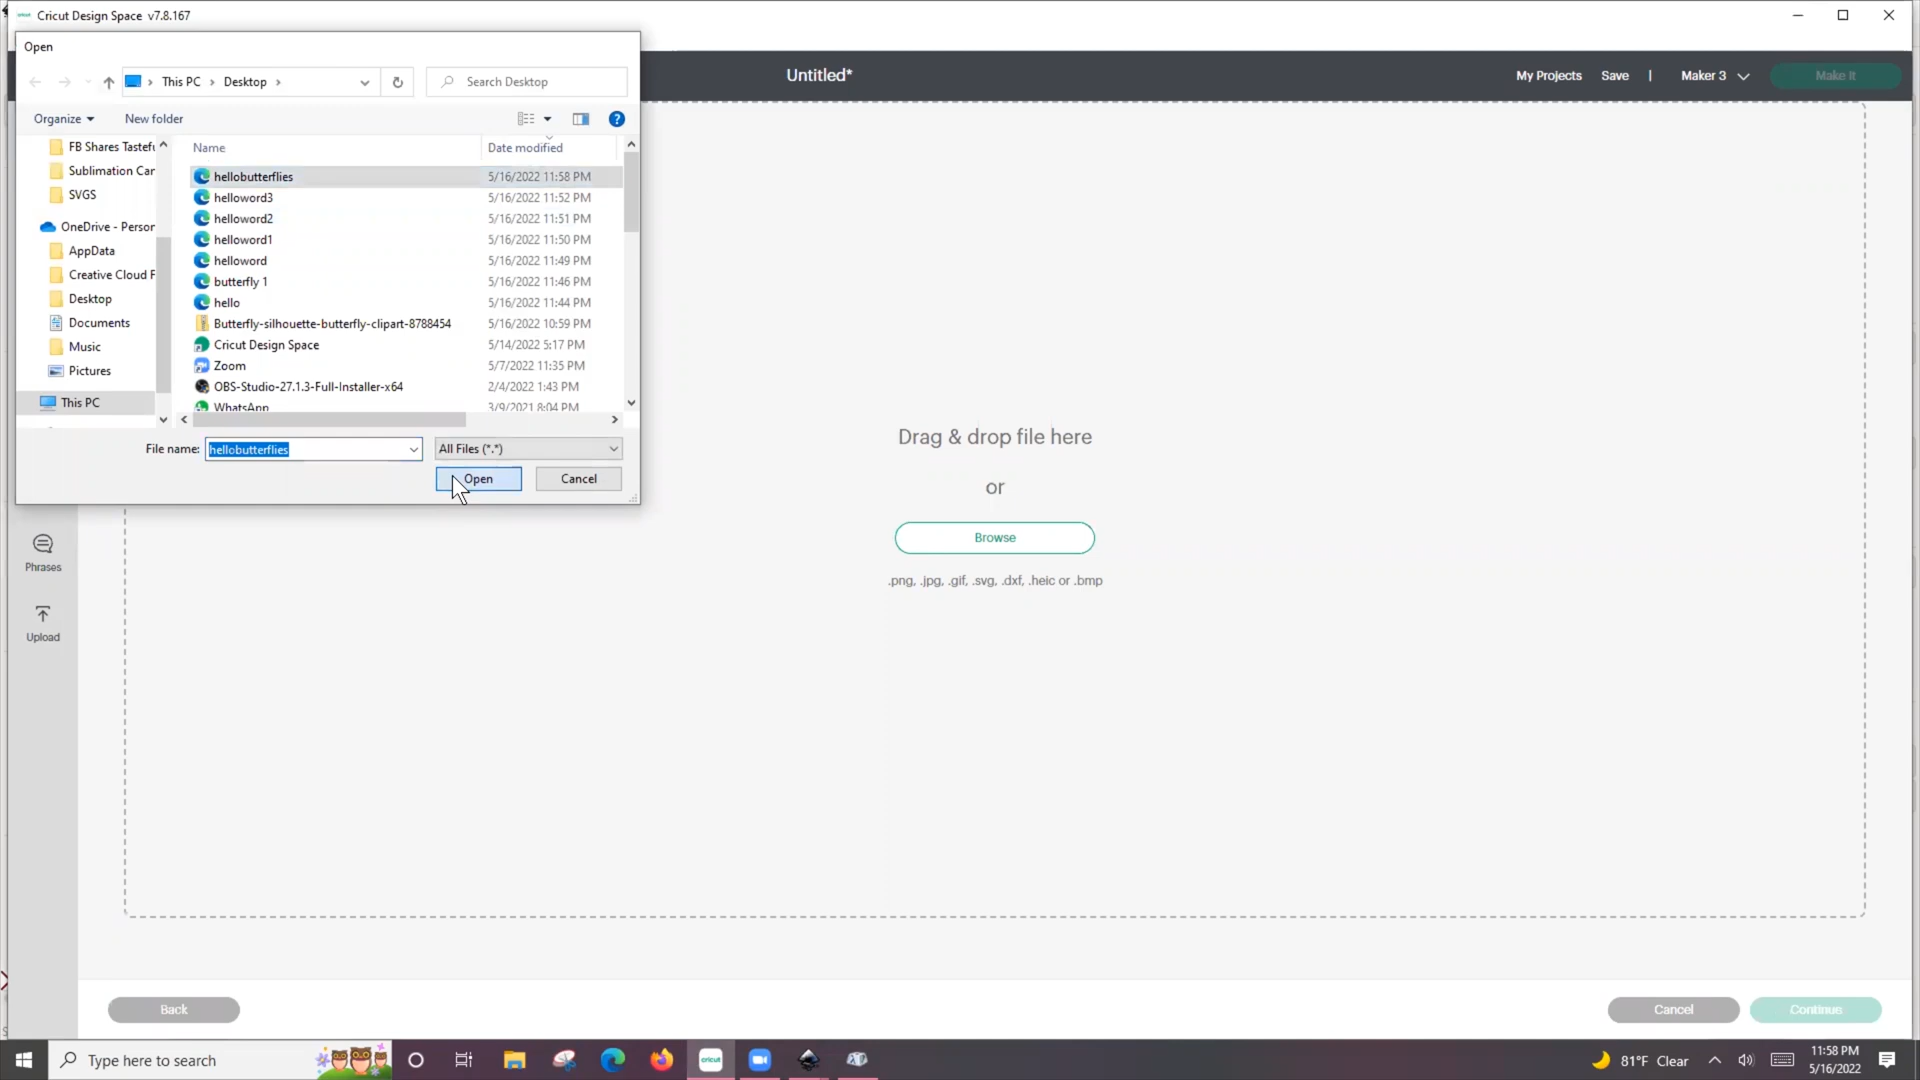 cricut Cricut Design Space v7.8.167
Open
This PC > Desktop >
Search Desktop
Untitled*
My Projects Save | Maker 3 Make It
Organize New folder
Name Date modified
FB Shares Tastefu
Sublimation Car
SVGS
OneDrive - Person
AppData
Creative Cloud F
Desktop
Documents
Music
Pictures
This PC
hellobutterflies 5/16/2022 11:58 PM
helloword3 5/16/2022 11:52 PM
helloword2 5/16/2022 11:51 PM
helloword1 5/16/2022 11:50 PM
helloword 5/16/2022 11:49 PM
butterfly 1 5/16/2022 11:46 PM
hello 5/16/2022 11:44 PM
Butterfly-silhouette-butterfly-clipart-8788454 5/16/2022 10:59 PM
Cricut Design Space 5/14/2022 5:17 PM
Zoom 5/7/2022 11:35 PM
OBS-Studio-27.1.3-Full-Installer-x64 2/4/2022 1:43 PM
WhatsApp 3/9/2021 8:04 PM
File name: hellobutterflies All Files (*.*)
Open Cancel
Drag & drop file here
or
Browse
.png, .jpg, .gif, .svg, .dxf, .heic or .bmp
Phrases
Upload
Back Cancel Continue
Type here to search
cricut
81°F Clear
11:58 PM
5/16/2022